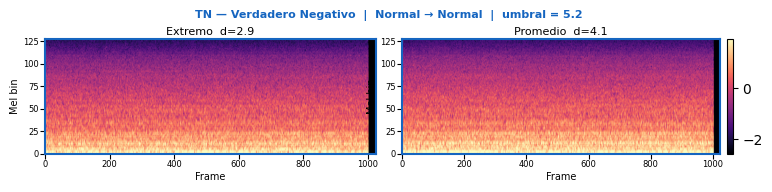 TN — Verdadero Negativo | Normal → Normal | umbral = 5.2
Extremo d=2.9
Promedio d=4.1
Mel bin
125
100
75
50
25
0
0 200 400 600 800 1000
Frame
125
100
75
50
25
0
0 200 400 600 800 1000
Frame
0
−2